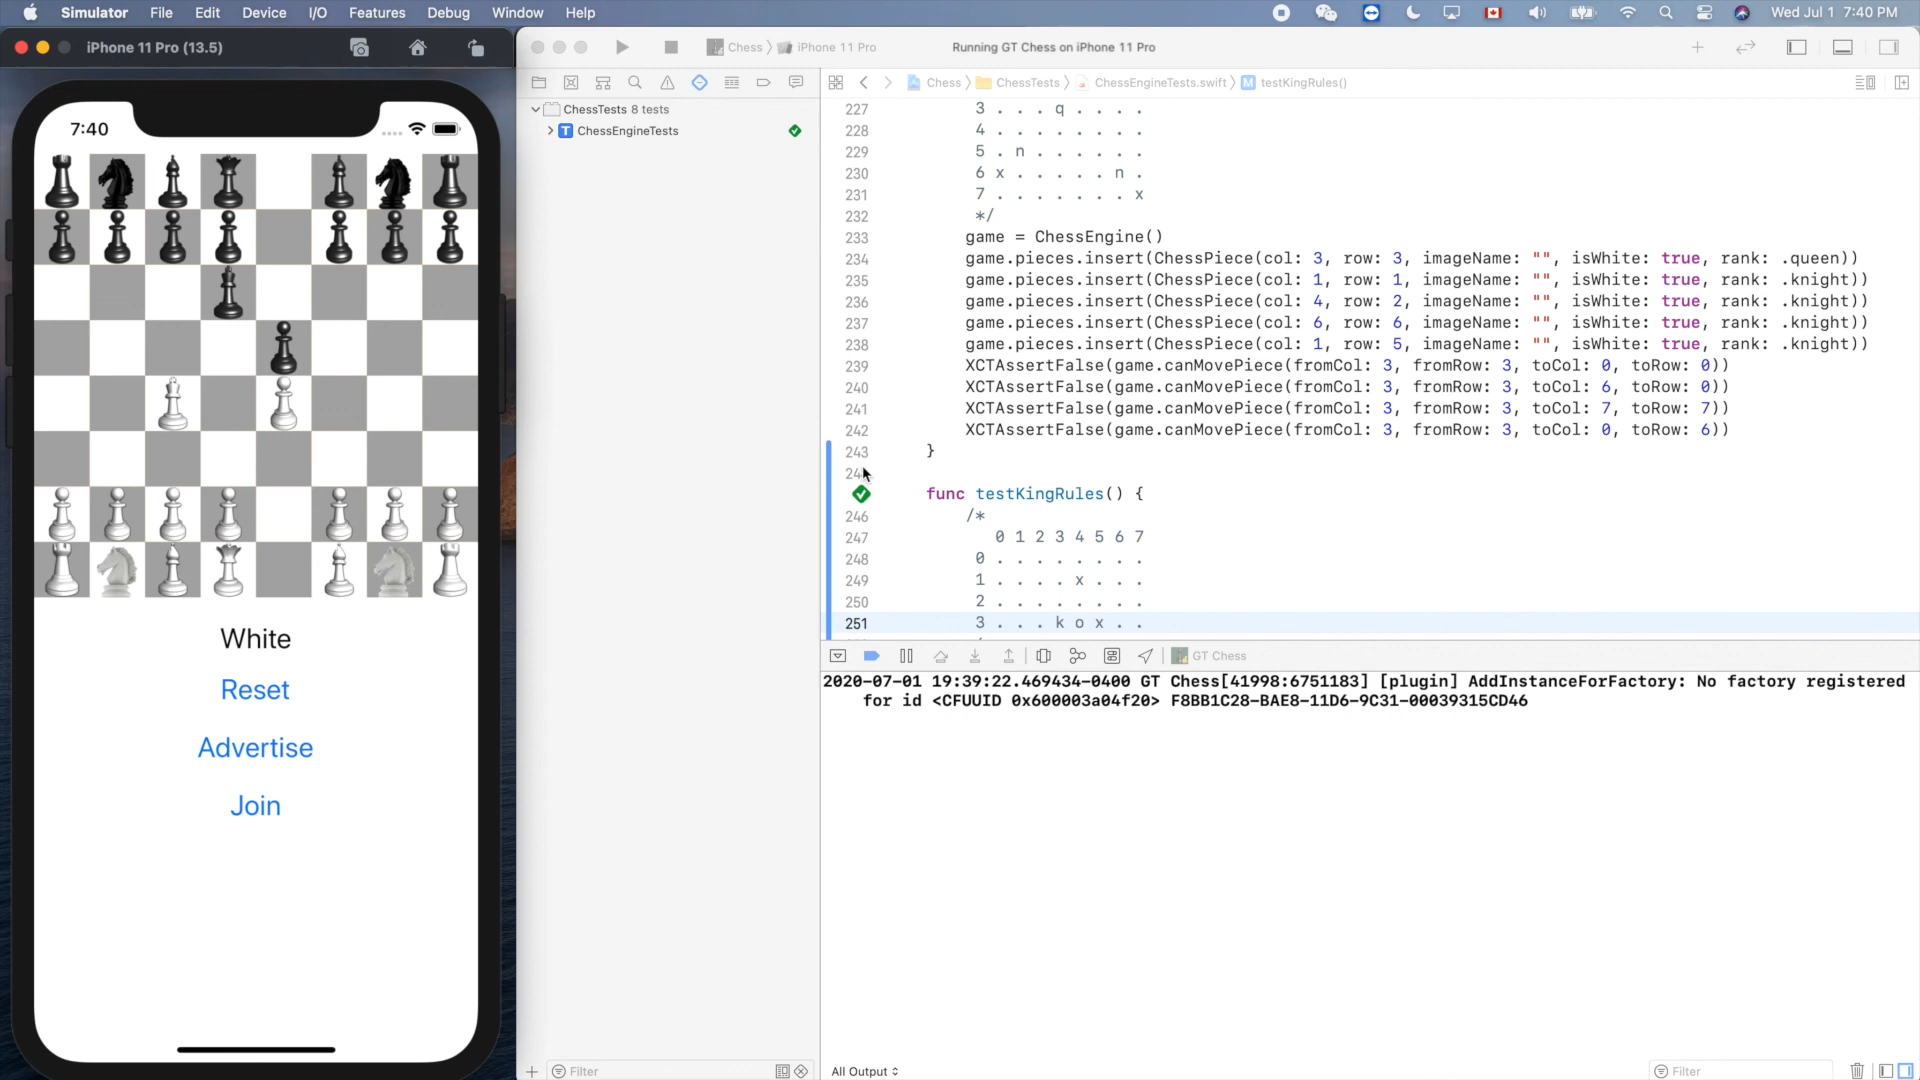 Simulator File Edit Device I/O Features Debug Window Help Wed Jul 1 7:40 PM
iPhone 11 Pro (13.5)
Chess iPhone 11 Pro Running GT Chess on iPhone 11 Pro
Chess ChessTests ChessEngineTests.swift M testKingRules()
ChessTests 8 tests
T ChessEngineTests
7:40
227 3 . . . q . . . .
228 4 . . . . . . . .
229 5 . n . . . . . .
230 6 x . . . . . n .
231 7 . . . . . . . x
232 */
233 game = ChessEngine()
234 game.pieces.insert(ChessPiece(col: 3, row: 3, imageName: "", isWhite: true, rank: .queen))
235 game.pieces.insert(ChessPiece(col: 1, row: 1, imageName: "", isWhite: true, rank: .knight))
236 game.pieces.insert(ChessPiece(col: 4, row: 2, imageName: "", isWhite: true, rank: .knight))
237 game.pieces.insert(ChessPiece(col: 6, row: 6, imageName: "", isWhite: true, rank: .knight))
238 game.pieces.insert(ChessPiece(col: 1, row: 5, imageName: "", isWhite: true, rank: .knight))
239 XCTAssertFalse(game.canMovePiece(fromCol: 3, fromRow: 3, toCol: 0, toRow: 0))
240 XCTAssertFalse(game.canMovePiece(fromCol: 3, fromRow: 3, toCol: 6, toRow: 0))
241 XCTAssertFalse(game.canMovePiece(fromCol: 3, fromRow: 3, toCol: 7, toRow: 7))
242 XCTAssertFalse(game.canMovePiece(fromCol: 3, fromRow: 3, toCol: 0, toRow: 6))
243 }
func testKingRules() {
246 /*
247 0 1 2 3 4 5 6 7
248 0 . . . . . . . .
249 1 . . . . x . . .
250 2 . . . . . . . .
251 3 . . . k o x . .
GT Chess
2020-07-01 19:39:22.469434-0400 GT Chess[41998:6751183] [plugin] AddInstanceForFactory: No factory registered
for id <CFUUID 0x600003a04f20> F8BB1C28-BAE8-11D6-9C31-00039315CD46
White
Reset
Advertise
Join
Filter All Output Filter